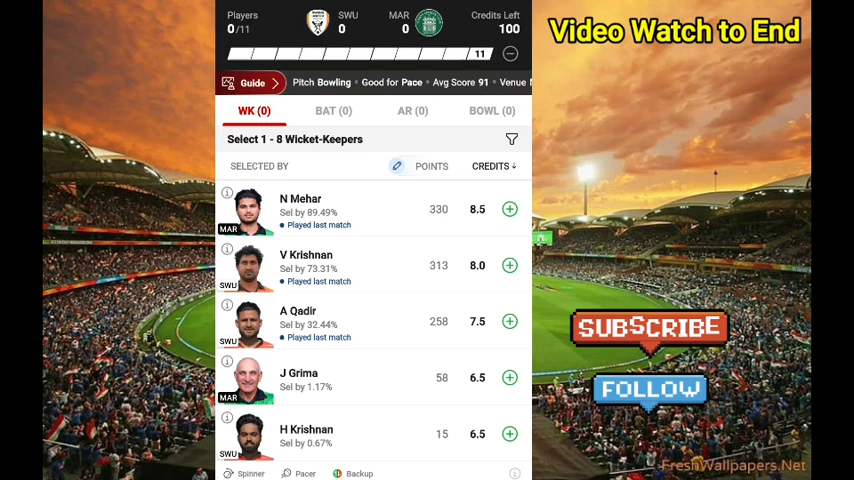 Players SWU MAR Credits Left
0/11 0 0 100
11
Guide Pitch Bowling • Good for Pace • Avg Score 91 • Venue
WK (0) BAT (0) AR (0) BOWL (0)
Select 1 - 8 Wicket-Keepers
SELECTED BY POINTS CREDITS↓
N Mehar
Sel by 89.49%
Played last match
MAR
330 8.5
V Krishnan
Sel by 73.31%
Played last match
SWU
313 8.0
A Qadir
Sel by 32.44%
Played last match
SWU
258 7.5
J Grima
Sel by 1.17%
MAR
58 6.5
H Krishnan
Sel by 0.67%
SWU
15 6.5
Spinner Pacer Backup
Video Watch to End
SUBSCRIBE
FOLLOW
FreshWallpapers.Net